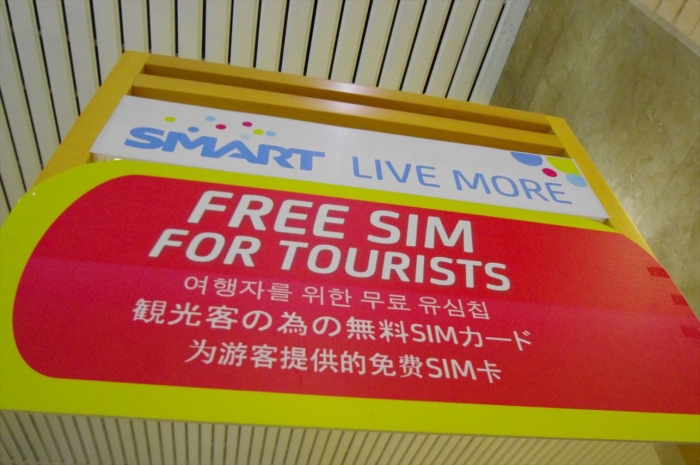 SMART LIVE MORE
FREE SIM
FOR TOURISTS
여행자를 위한 무료 유심칩
観光客の為の無料SIMカード
为游客提供的免费SIM卡